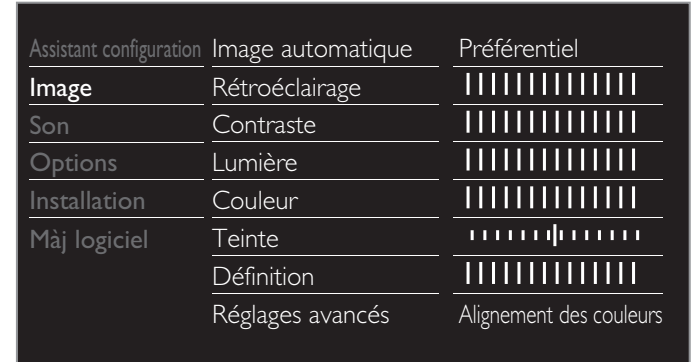 Assistant configuration Image automatique Préférentiel
Image Rétroéclairage
Son Contraste
Options Lumière
Installation Couleur
Màj logiciel Teinte
Définition
Réglages avancés Alignement des couleurs